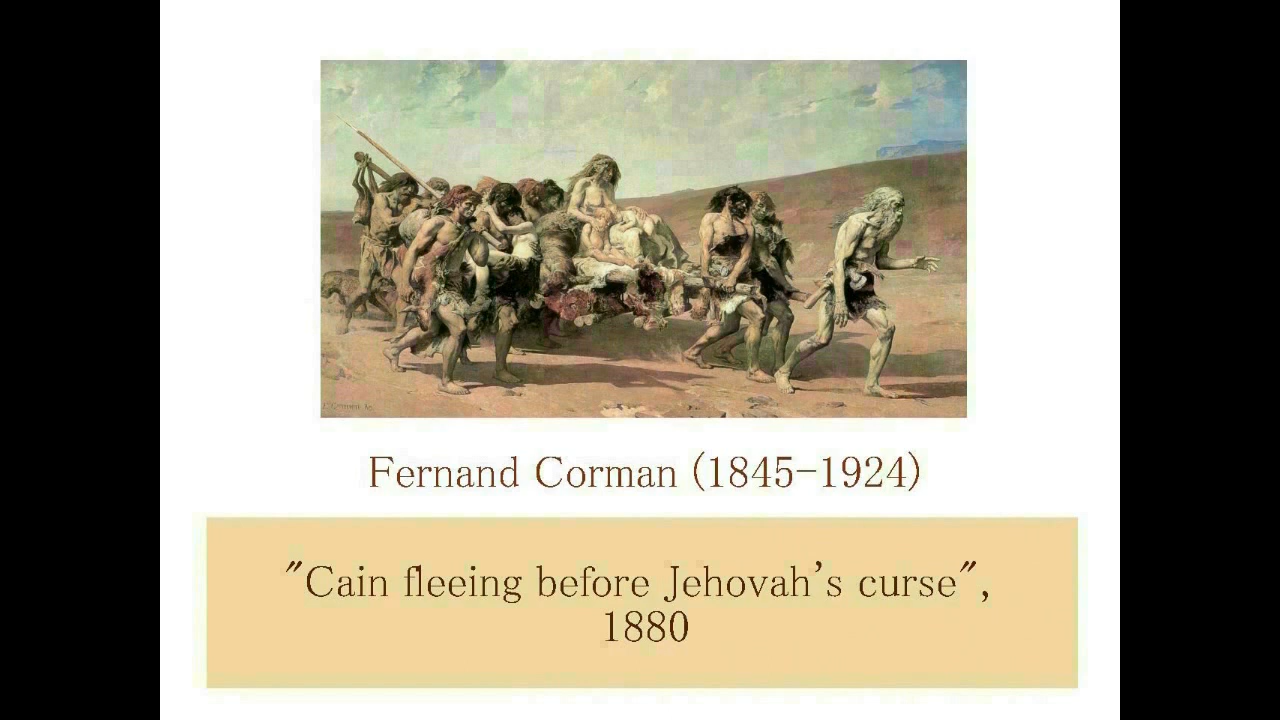 Fernand Corman (1845-1924)
"Cain fleeing before Jehovah's curse",
1880